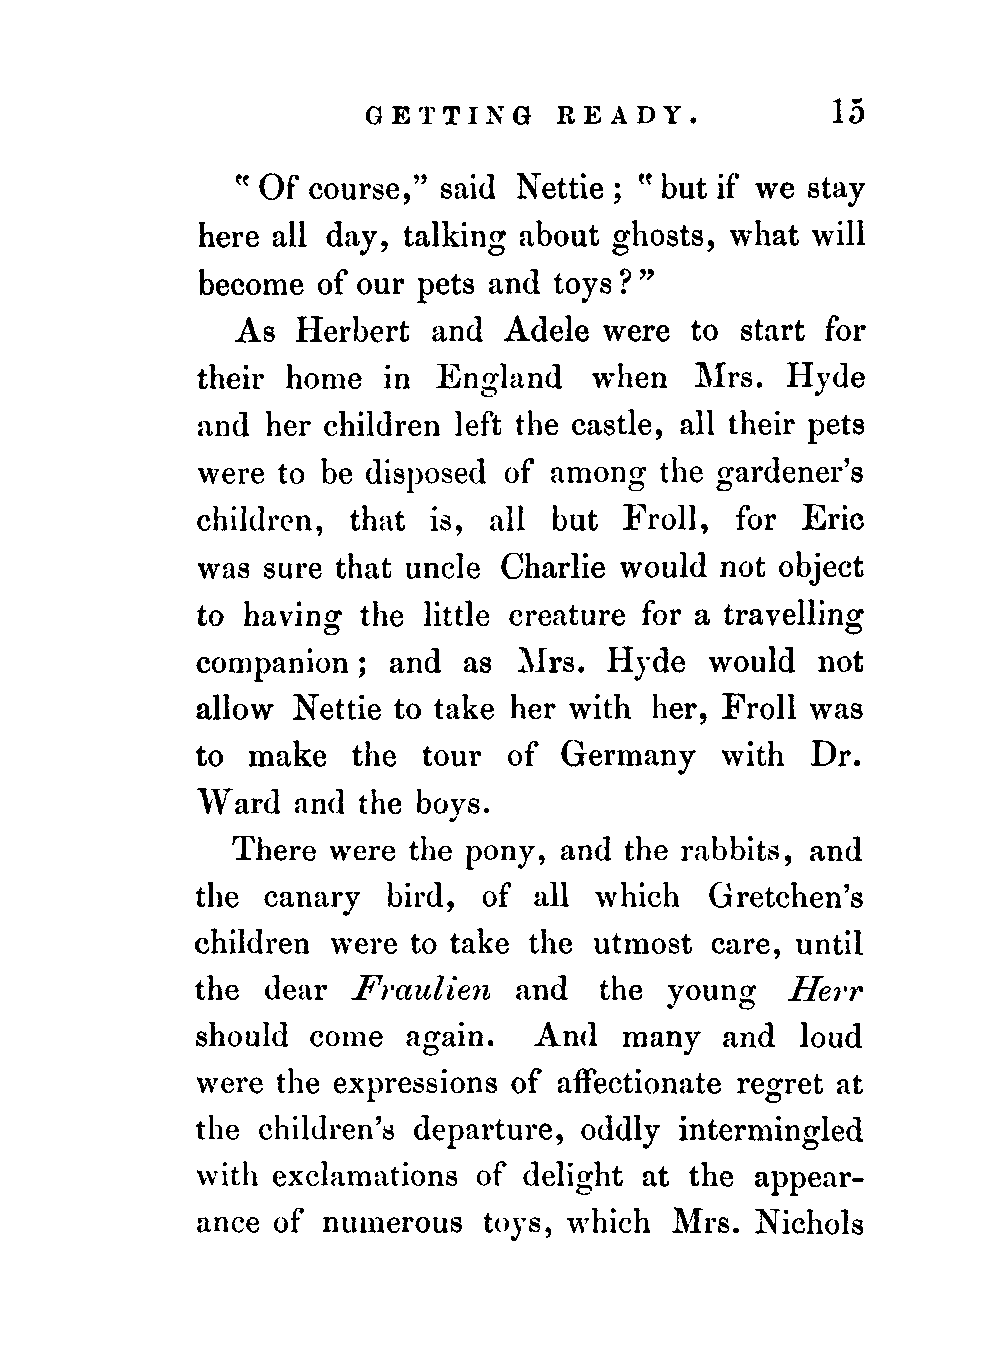 GETTING READY. 15
"Of course," said Nettie; "but if we stay
here all day, talking about ghosts, what will
become of our pets and toys?"
As Herbert and Adele were to start for
their home in England when Mrs. Hyde
and her children left the castle, all their pets
were to be disposed of among the gardener's
children, that is, all but Froll, for Eric
was sure that uncle Charlie would not object
to having the little creature for a travelling
companion; and as Mrs. Hyde would not
allow Nettie to take her with her, Froll was
to make the tour of Germany with Dr.
Ward and the boys.
There were the pony, and the rabbits, and
the canary bird, of all which Gretchen's
children were to take the utmost care, until
the dear Fraulien and the young Herr
should come again. And many and loud
were the expressions of affectionate regret at
the children's departure, oddly intermingled
with exclamations of delight at the appear-
ance of numerous toys, which Mrs. Nichols